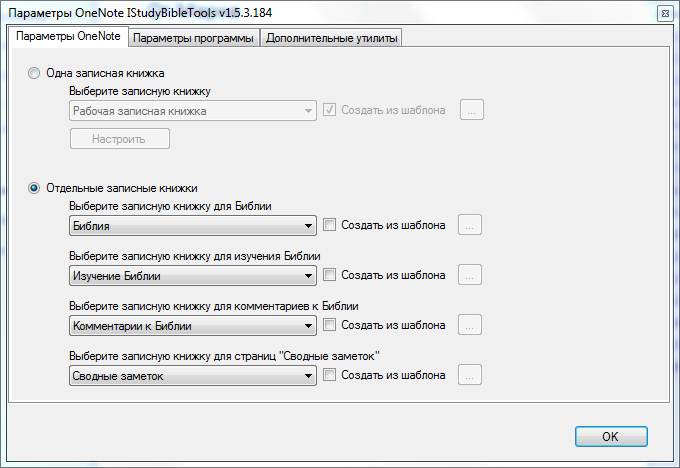 Параметры OneNote IStudyBibleTools v1.5.3.184
Параметры OneNote Параметры программы Дополнительные утилиты
Одна записная книжка
Выберите записную книжку
Рабочая записная книжка Создать из шаблона ...
Настроить
Отдельные записные книжки
Выберите записную книжку для Библии
Библия Создать из шаблона ...
Выберите записную книжку для изучения Библии
Изучение Библии Создать из шаблона ...
Выберите записную книжку для комментариев к Библии
Комментарии к Библии Создать из шаблона ...
Выберите записную книжку для страниц "Сводные заметок"
Сводные заметок Создать из шаблона ...
OK